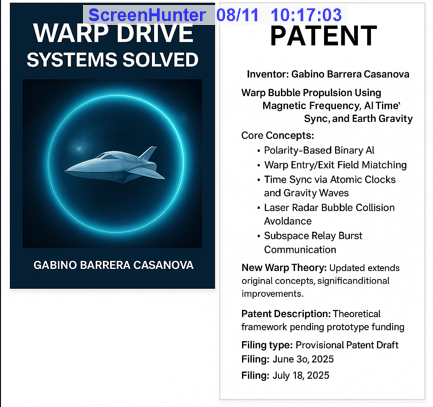 ScreenHunter 08/11 10:17:03
WARP DRIVE
SYSTEMS SOLVED
GABINO BARRERA CASANOVA
PATENT
Inventor: Gabino Barrera Casanova
Warp Bubble Propulsion Using
Magnetic Frequency, AI Time'
Sync, and Earth Gravity
Core Concepts:
• Polarity-Based Binary AI
• Warp Entry/Exit Field Miatching
• Time Sync via Atomic Clocks
and Gravity Waves
• Laser Radar Bubble Collision
Avoldance
• Subspace Relay Burst
Communication
New Warp Theory: Updated extends
original concepts, significanditional
improvements.
Patent Description: Theoretical
framework pending prototype funding
Filing type: Provisional Patent Draft
Filing: June 3o, 2025
Filing: July 18, 2025